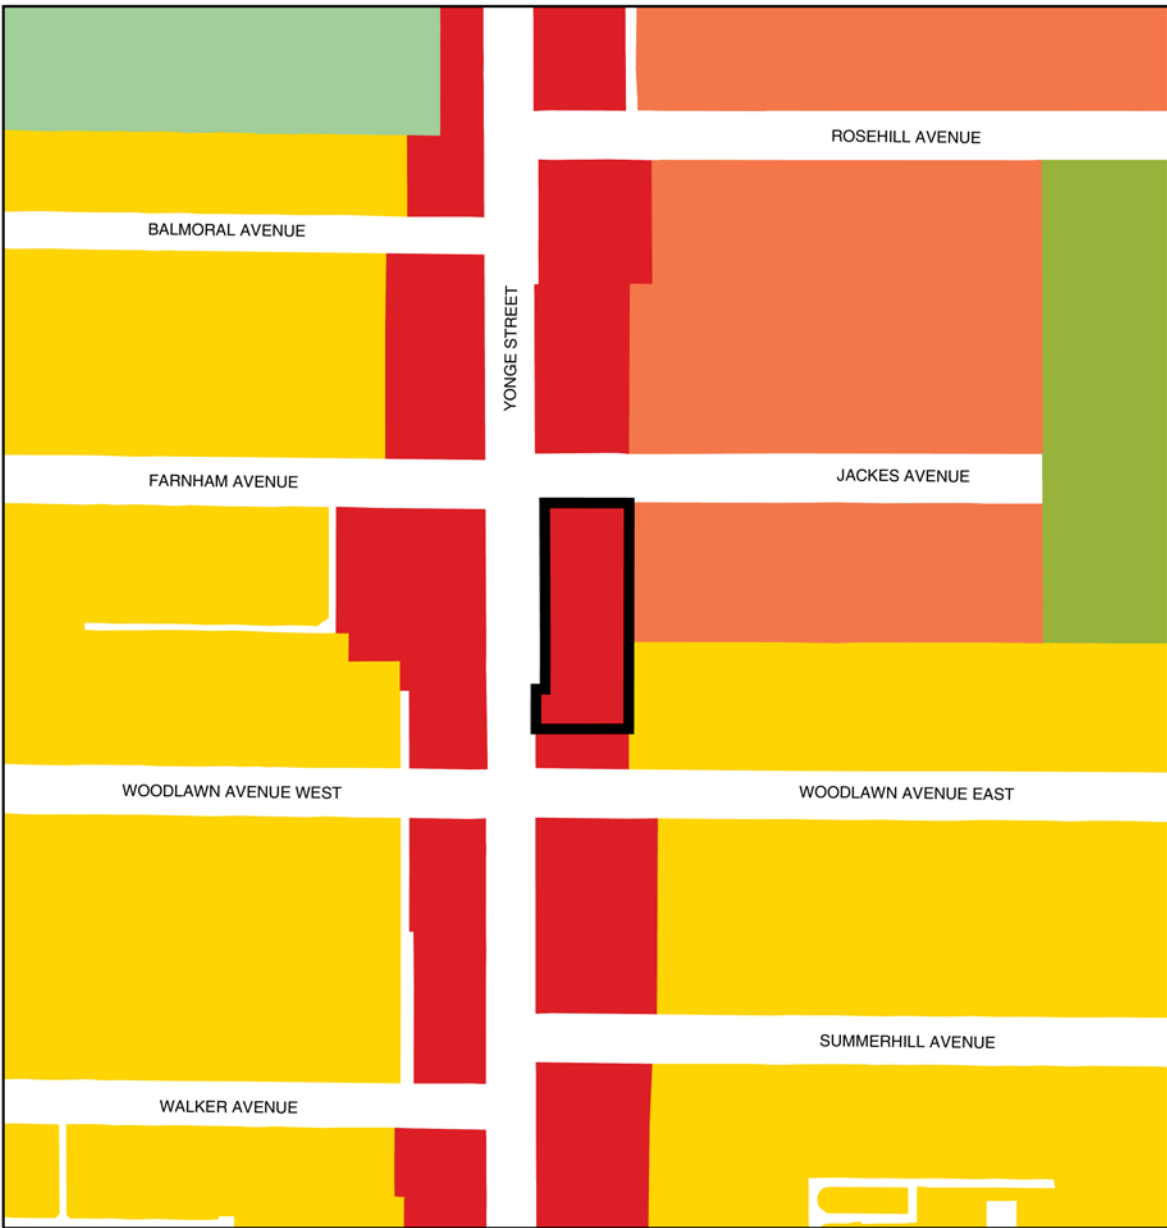 ROSEHILL AVENUE
BALMORAL AVENUE
YONGE STREET
FARNHAM AVENUE
JACKES AVENUE
WOODLAWN AVENUE WEST
WOODLAWN AVENUE EAST
SUMMERHILL AVENUE
WALKER AVENUE